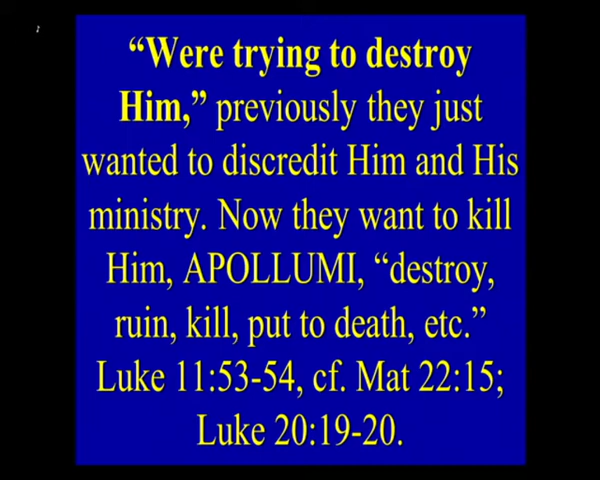 “Were trying to destroy
Him,” previously they just
wanted to discredit Him and His
ministry. Now they want to kill
Him, APOLLUMI, “destroy,
ruin, kill, put to death, etc.”
Luke 11:53-54, cf. Mat 22:15;
Luke 20:19-20.